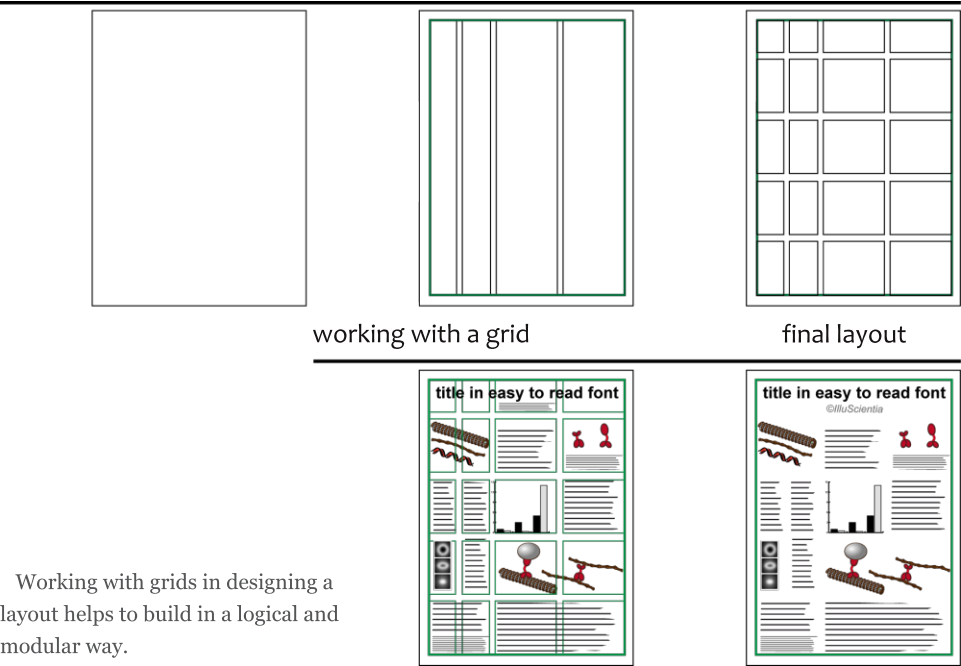 working with a grid
final layout
title in easy to read font
title in easy to read font
©IlluScientia
Working with grids in designing a
layout helps to build in a logical and
modular way.